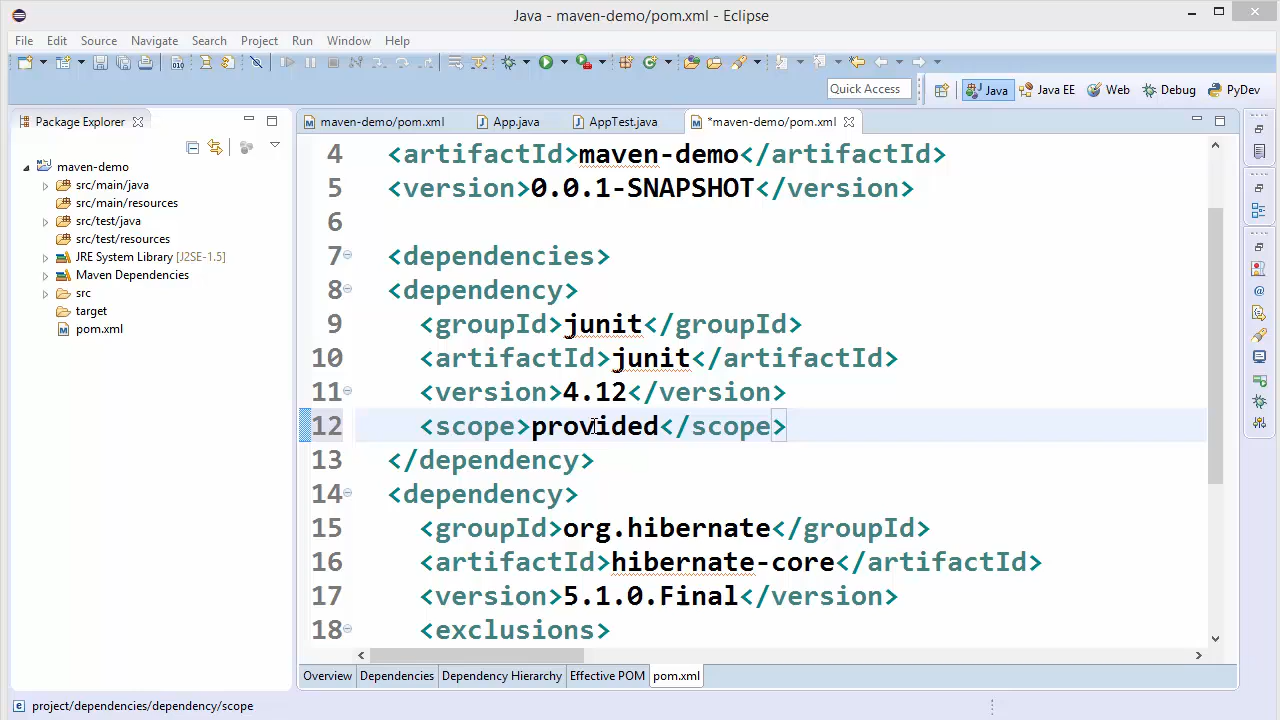 Java - maven-demo/pom.xml - Eclipse
File Edit Source Navigate Search Project Run Window Help
Quick Access
Java
Java EE
Web
Debug
PyDev
Package Explorer
maven-demo/pom.xml
App.java
AppTest.java
*maven-demo/pom.xml
maven-demo
src/main/java
src/main/resources
src/test/java
src/test/resources
JRE System Library [J2SE-1.5]
Maven Dependencies
src
target
pom.xml
4 <artifactId>maven-demo</artifactId>
5 <version>0.0.1-SNAPSHOT</version>
6
7 <dependencies>
8 <dependency>
9 <groupId>junit</groupId>
10 <artifactId>junit</artifactId>
11 <version>4.12</version>
12 <scope>provided</scope>
13 </dependency>
14 <dependency>
15 <groupId>org.hibernate</groupId>
16 <artifactId>hibernate-core</artifactId>
17 <version>5.1.0.Final</version>
18 <exclusions>
Overview Dependencies Dependency Hierarchy Effective POM pom.xml
project/dependencies/dependency/scope